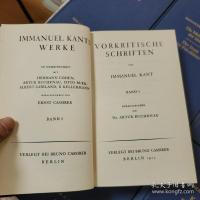 IMMANUEL KANTS
WERKE
IN GEMEINSCHAFT
MIT
HERMANN COHEN,
ARTUR BUCHENAU, OTTO BUEK,
ALBERT GÖRLAND, B. KELLERMANN
HERAUSGEGEBEN
VON
ERNST CASSIRER
BAND I
VERLEGT BEI BRUNO CASSIRER
BERLIN
VORKRITISCHE
SCHRIFTEN
VON
IMMANUEL KANT
BAND I
HERAUSGEGEBEN
VON
Dr. ARTUR BUCHENAU
VERLEGT BEI BRUNO CASSIRER
BERLIN